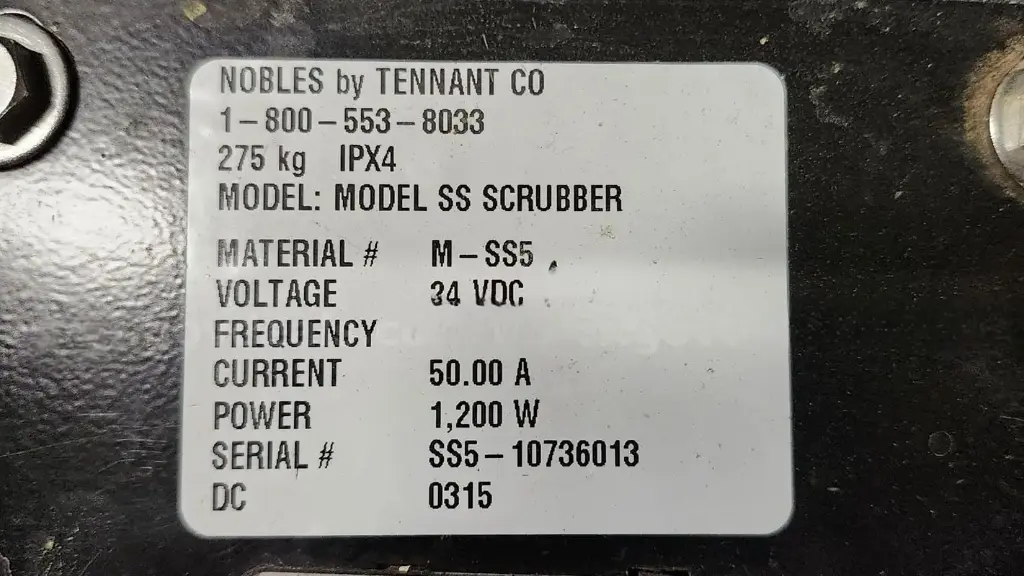 NOBLES by TENNANT CO
1-800-553-8033
275 kg IPX4
MODEL: MODEL SS SCRUBBER
MATERIAL # M-SS5
VOLTAGE 34 VDC
FREQUENCY
CURRENT 50.00 A
POWER 1,200 W
SERIAL # SS5-10736013
DC 0315